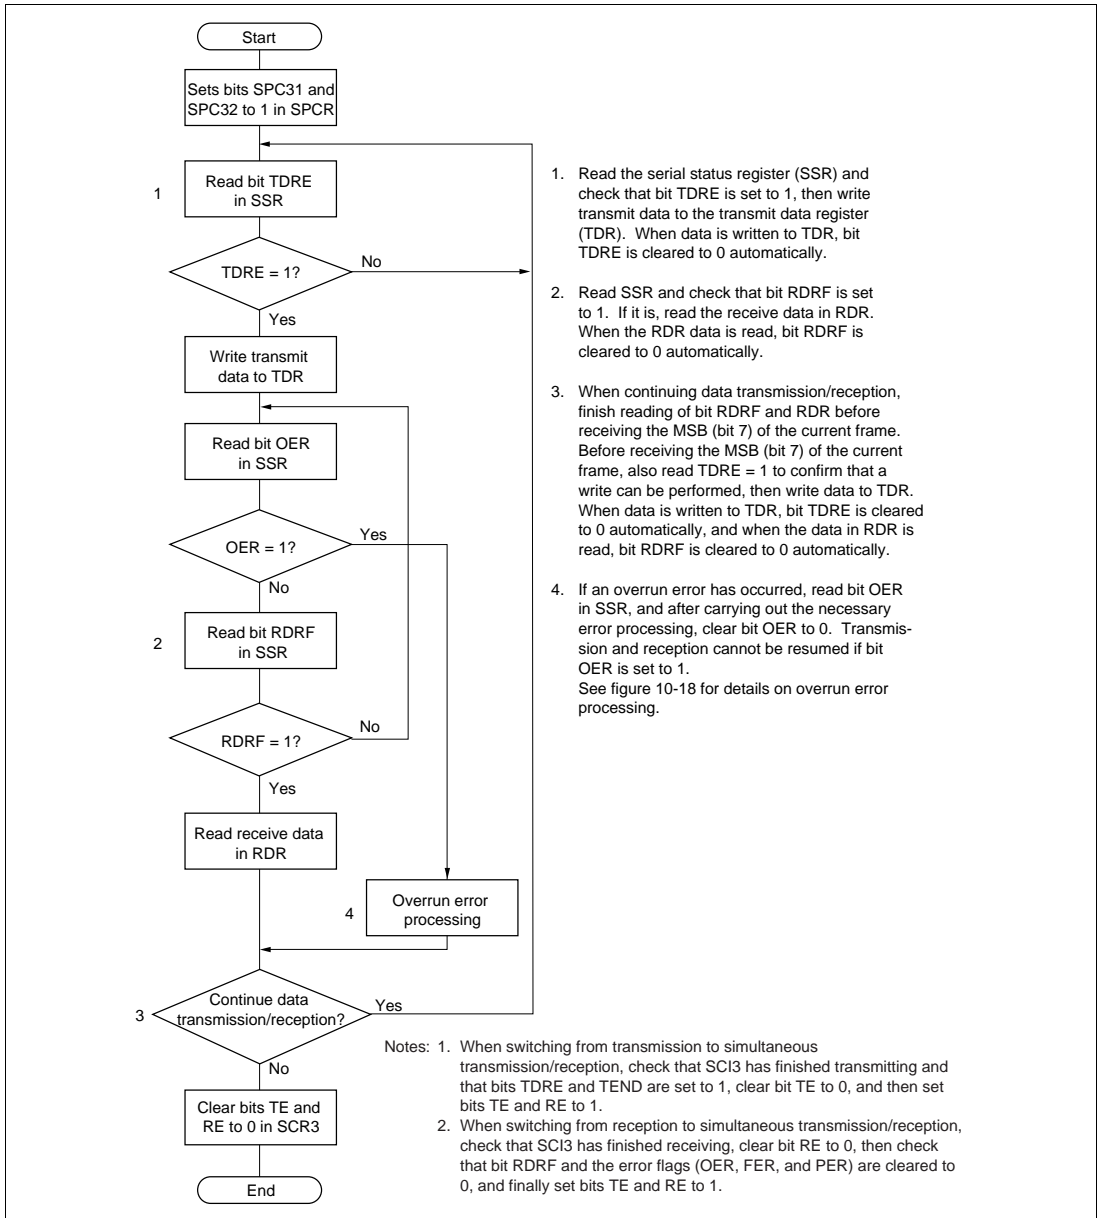 Start
Sets bits SPC31 and
SPC32 to 1 in SPCR
1
Read bit TDRE
in SSR
TDRE = 1?
No
Yes
Write transmit
data to TDR
Read bit OER
in SSR
OER = 1?
Yes
No
2
Read bit RDRF
in SSR
RDRF = 1?
No
Yes
Read receive data
in RDR
4
Overrun error
processing
3
Continue data
transmission/reception?
Yes
No
Clear bits TE and
RE to 0 in SCR3
End
1. Read the serial status register (SSR) and
check that bit TDRE is set to 1, then write
transmit data to the transmit data register
(TDR). When data is written to TDR, bit
TDRE is cleared to 0 automatically.
2. Read SSR and check that bit RDRF is set
to 1. If it is, read the receive data in RDR.
When the RDR data is read, bit RDRF is
cleared to 0 automatically.
3. When continuing data transmission/reception,
finish reading of bit RDRF and RDR before
receiving the MSB (bit 7) of the current frame.
Before receiving the MSB (bit 7) of the current
frame, also read TDRE = 1 to confirm that a
write can be performed, then write data to TDR.
When data is written to TDR, bit TDRE is cleared
to 0 automatically, and when the data in RDR is
read, bit RDRF is cleared to 0 automatically.
4. If an overrun error has occurred, read bit OER
in SSR, and after carrying out the necessary
error processing, clear bit OER to 0. Transmis-
sion and reception cannot be resumed if bit
OER is set to 1.
See figure 10-18 for details on overrun error
processing.
Notes: 1. When switching from transmission to simultaneous
transmission/reception, check that SCI3 has finished transmitting and
that bits TDRE and TEND are set to 1, clear bit TE to 0, and then set
bits TE and RE to 1.
2. When switching from reception to simultaneous transmission/reception,
check that SCI3 has finished receiving, clear bit RE to 0, then check
that bit RDRF and the error flags (OER, FER, and PER) are cleared to
0, and finally set bits TE and RE to 1.